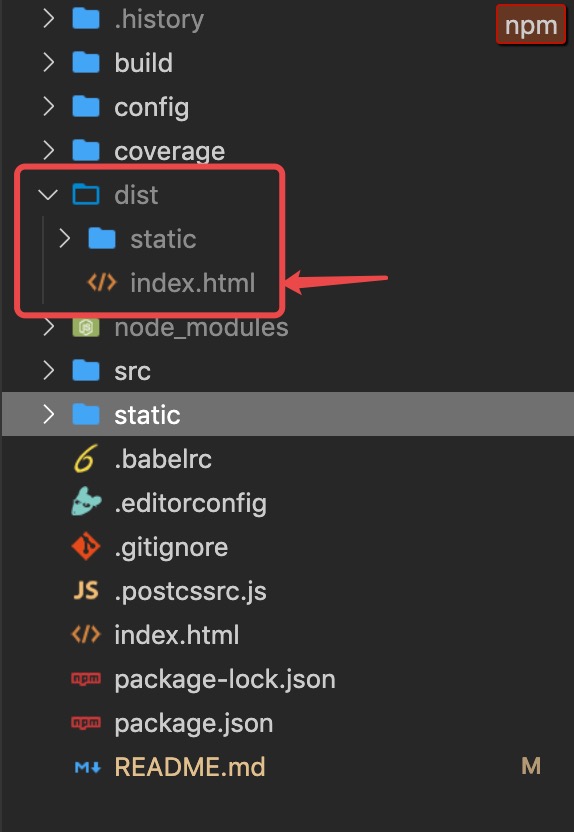 .history
npm
build
config
coverage
dist
static
index.html
node_modules
src
static
.babelrc
.editorconfig
.gitignore
JS .postcssrc.js
index.html
npm package-lock.json
npm package.json
M README.md M